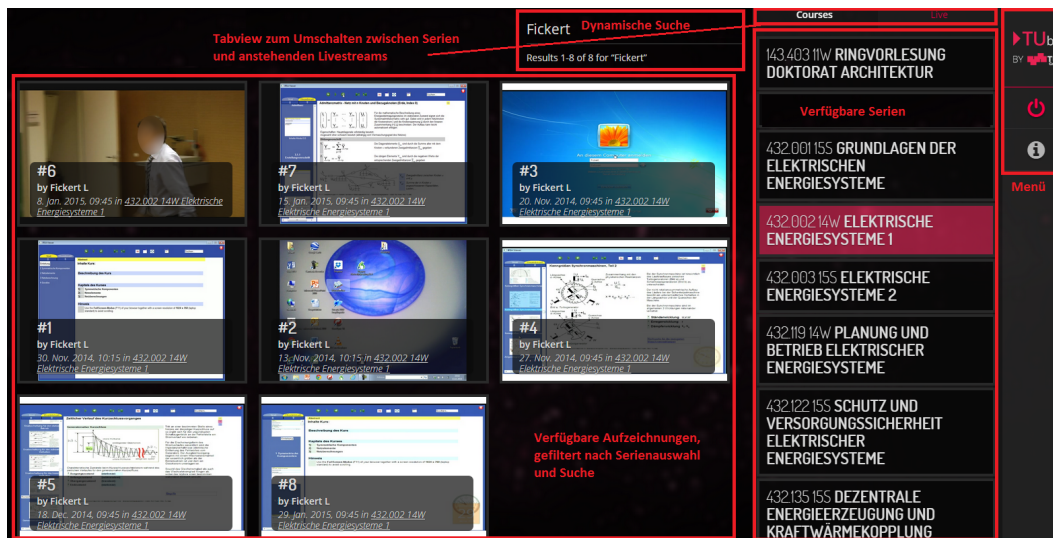 Tabview zum Umschalten zwischen Serien
und anstehenden Livestreams
Fickert
Dynamische Suche
Results 1-8 of 8 for “Fickert”
#6
by Fickert L
8. Jan. 2015, 09:45 in 432.002 14W Elektrische
Energiesysteme 1
#7
by Fickert L
15. Jan. 2015, 09:45 in 432.002 14W
Elektrische Energiesysteme 1
#3
by Fickert L
20. Nov. 2014, 09:45 in 432.002 14W
Elektrische Energiesysteme 1
#1
by Fickert L
30. Nov. 2014, 10:15 in 432.002 14W
Elektrische Energiesysteme 1
#2
by Fickert L
13. Nov. 2014, 10:15 in 432.002 14W
Elektrische Energiesysteme 1
#4
by Fickert L
27. Nov. 2014, 09:45 in 432.002 14W
Elektrische Energiesysteme 1
#5
by Fickert L
18. Dec. 2014, 09:45 in 432.002 14W
Elektrische Energiesysteme 1
#8
by Fickert L
29. Jan. 2015, 09:45 in 432.002 14W
Elektrische Energiesysteme 1
Verfügbare Aufzeichnungen,
gefiltert nach Serienauswahl
und Suche
Courses
Live
143.403 11W RINGVORLESUNG
DOKTORAT ARCHITEKTUR
Verfügbare Serien
432.001 15S GRUNDLAGEN DER
ELEKTRISCHEN
ENERGIESYSTEME
432.002 14W ELEKTRISCHE
ENERGIESYSTEME 1
432.003 15S ELEKTRISCHE
ENERGIESYSTEME 2
432.119 14W PLANUNG UND
BETRIEB ELEKTRISCHER
ENERGIESYSTEME
432.122 15S SCHUTZ UND
VERSORGUNGSSICHERHEIT
ELEKTRISCHER
ENERGIESYSTEME
432.135 15S DEZENTRALE
ENERGIEERZEUGUNG UND
KRAFTWÄRMEKOPPLUNG
TUb
BY
Menü